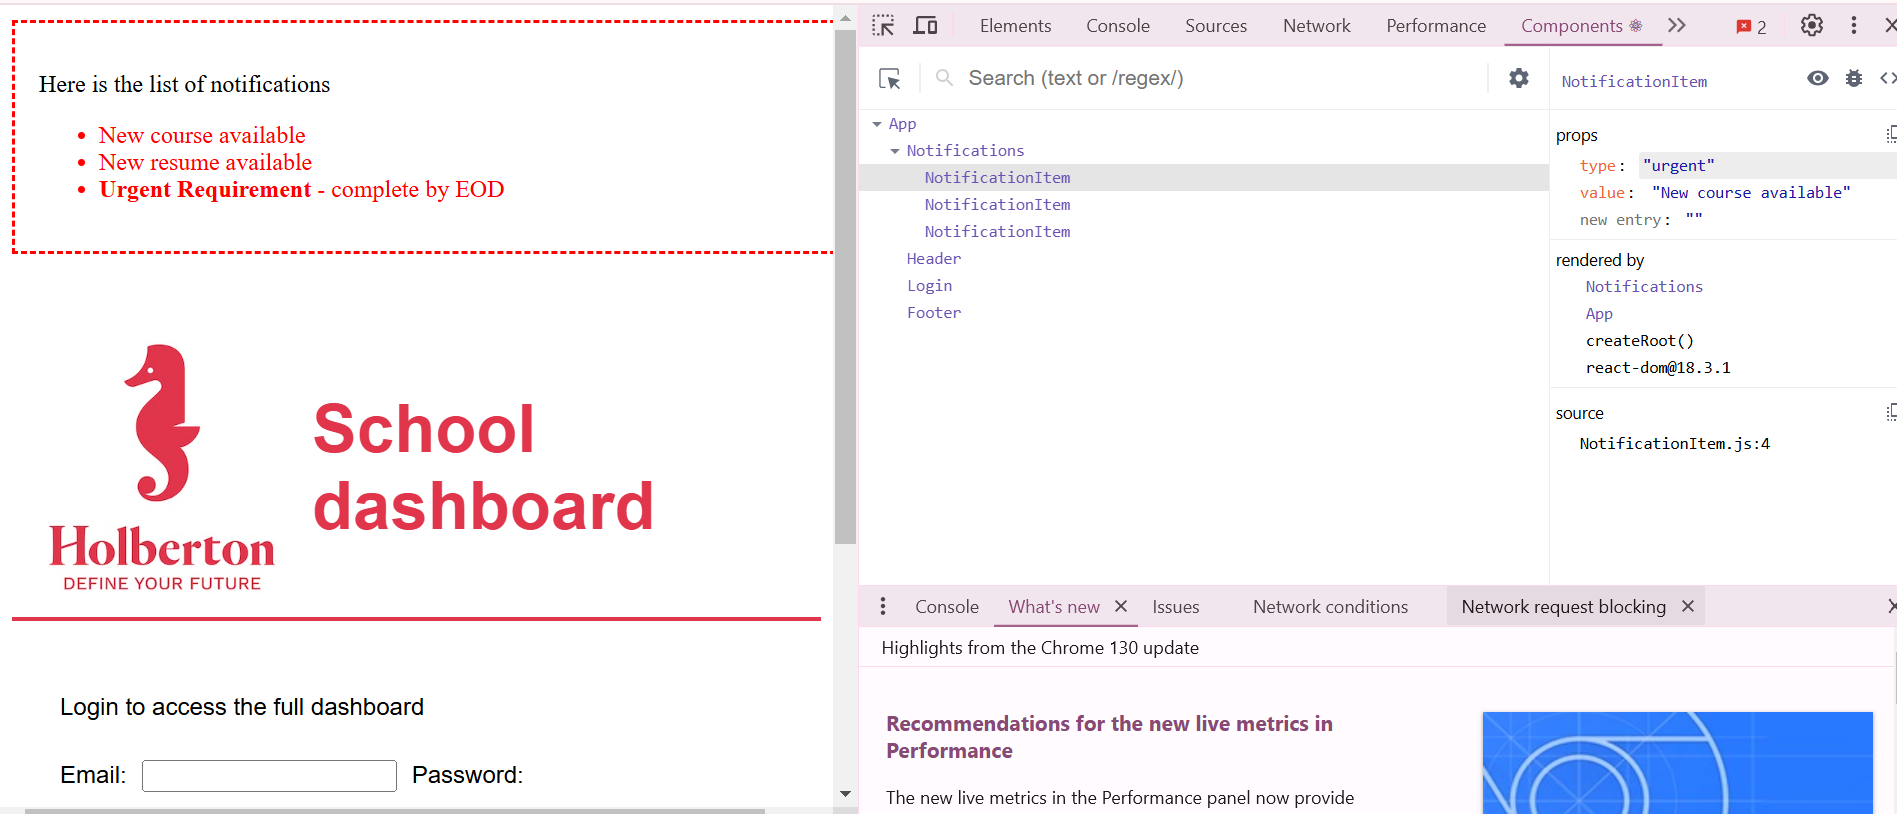 Here is the list of notifications
New course available
New resume available
Urgent Requirement - complete by EOD
Holberton
DEFINE YOUR FUTURE
School
dashboard
Login to access the full dashboard
Email: Password:
Elements Console Sources Network Performance Components 2
Search (text or /regex/)
App
Notifications
NotificationItem
NotificationItem
NotificationItem
Header
Login
Footer
NotificationItem
props
type: "urgent"
value: "New course available"
new entry: ""
rendered by
Notifications
App
createRoot()
react-dom@18.3.1
source
NotificationItem.js:4
Console What's new Issues Network conditions Network request blocking
Highlights from the Chrome 130 update
Recommendations for the new live metrics in
Performance
The new live metrics in the Performance panel now provide